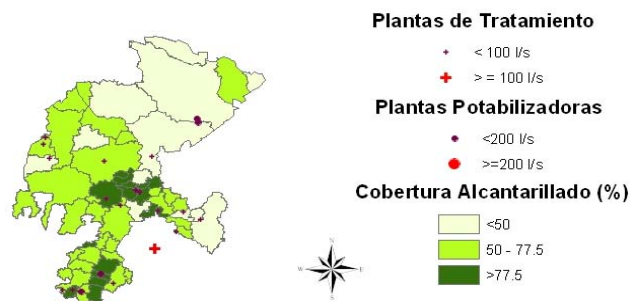 Plantas de Tratamiento
< 100 l/s
> = 100 l/s
Plantas Potabilizadoras
<200 l/s
>=200 l/s
Cobertura Alcantarillado (%)
<50
50 - 77.5
>77.5
N
S